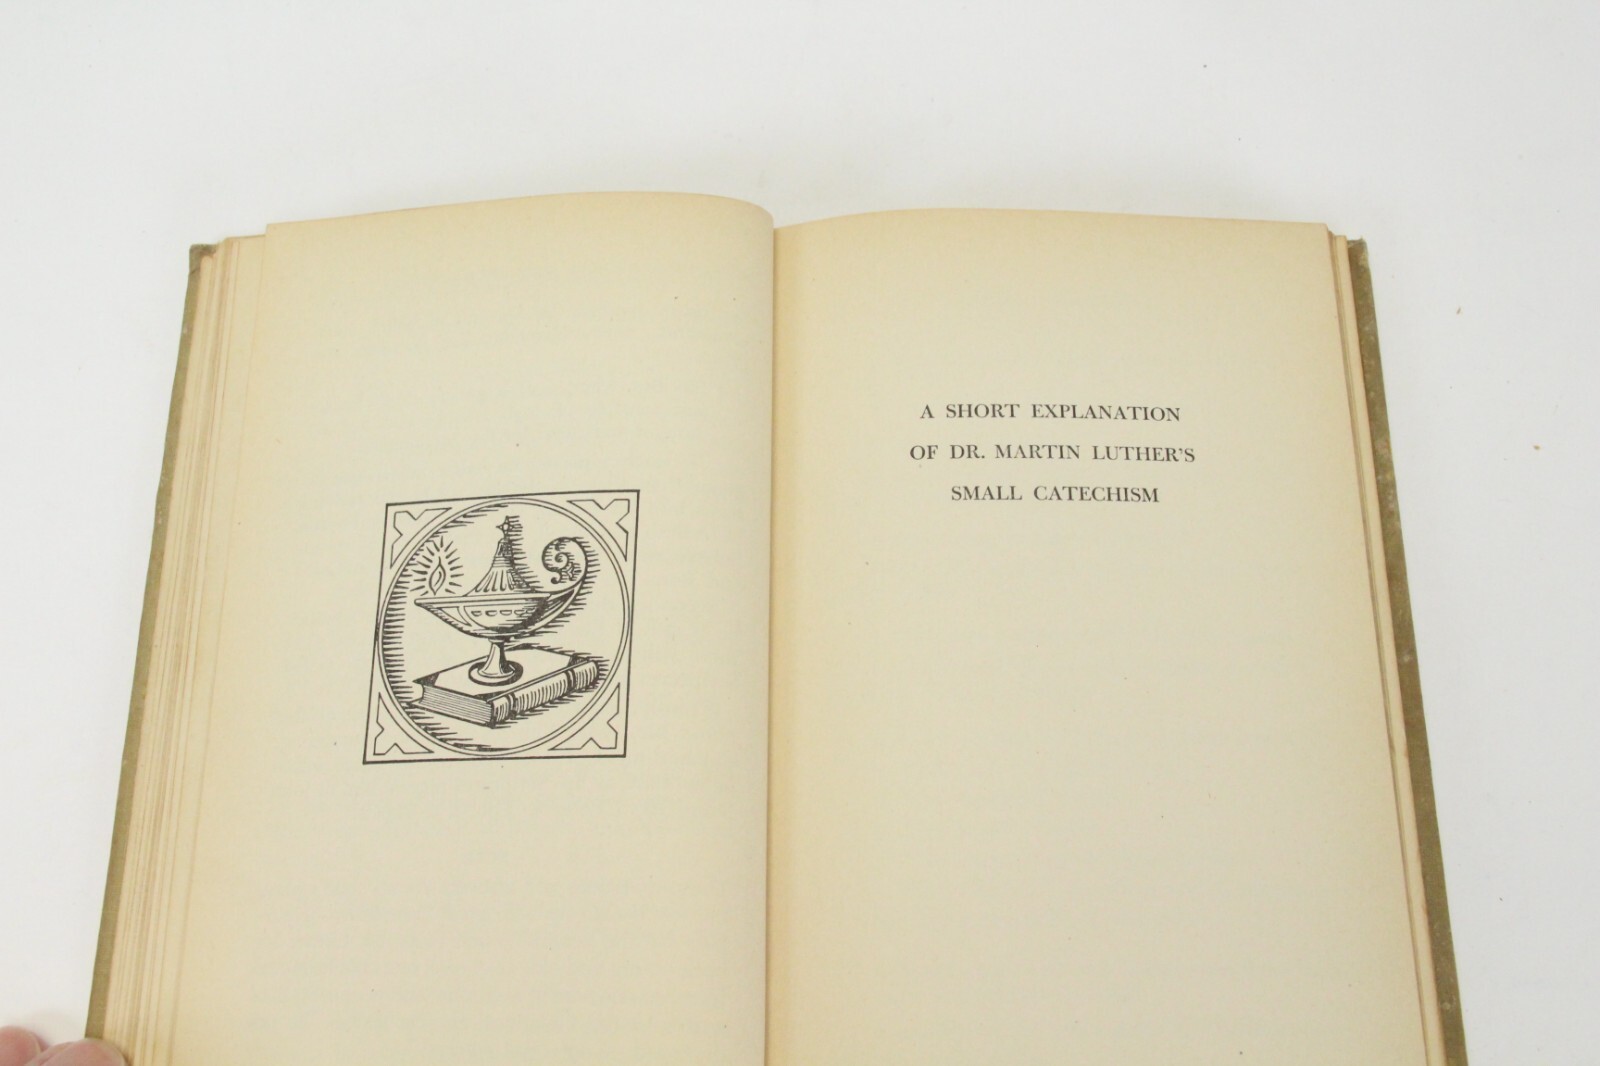 A SHORT EXPLANATION
OF DR. MARTIN LUTHER'S
SMALL CATECHISM